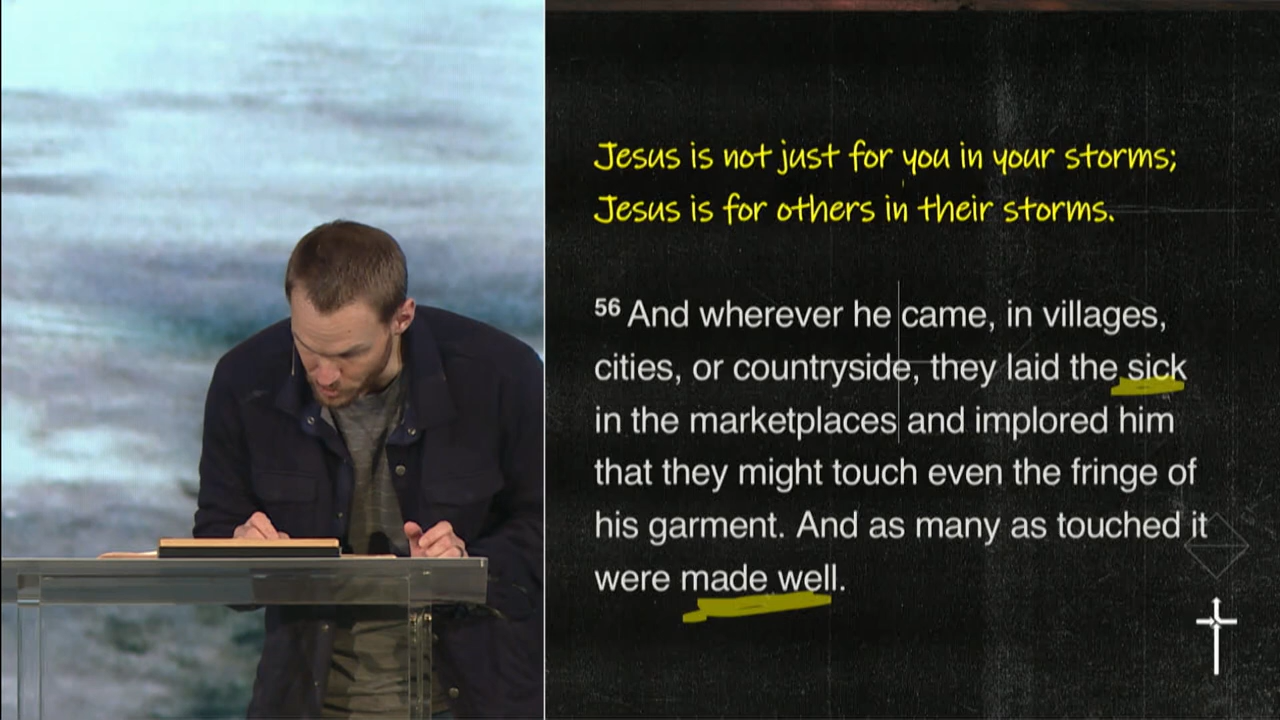 Jesus is not just for you in your storms;
Jesus is for others in their storms.
56 And wherever he came, in villages,
cities, or countryside, they laid the sick
in the marketplaces and implored him
that they might touch even the fringe of
his garment. And as many as touched it
were made well.